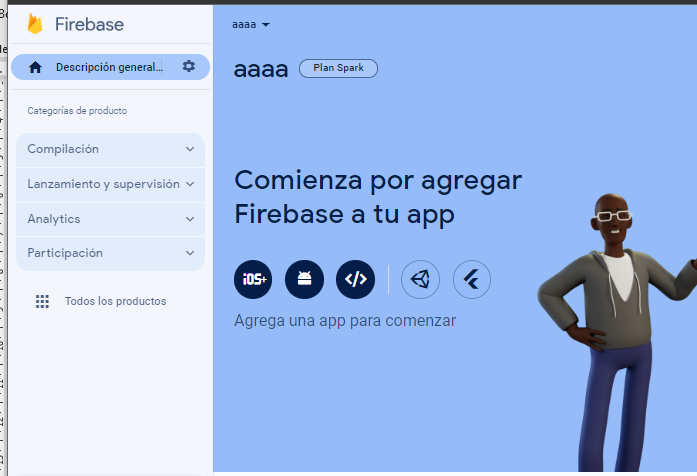 Firebase
aaaa
Descripción general...
aaaa
Plan Spark
Categorías de producto
Compilación
Lanzamiento y supervisión
Analytics
Participación
Todos los productos
Comienza por agregar
Firebase a tu app
iOS+
</>
Agrega una app para comenzar